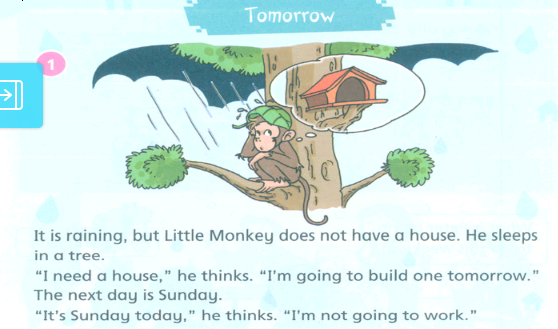 Tomorrow
1
It is raining, but Little Monkey does not have a house. He sleeps
in a tree.
“I need a house,” he thinks. “I'm going to build one tomorrow.”
The next day is Sunday.
“It's Sunday today,” he thinks. “I'm not going to work.”